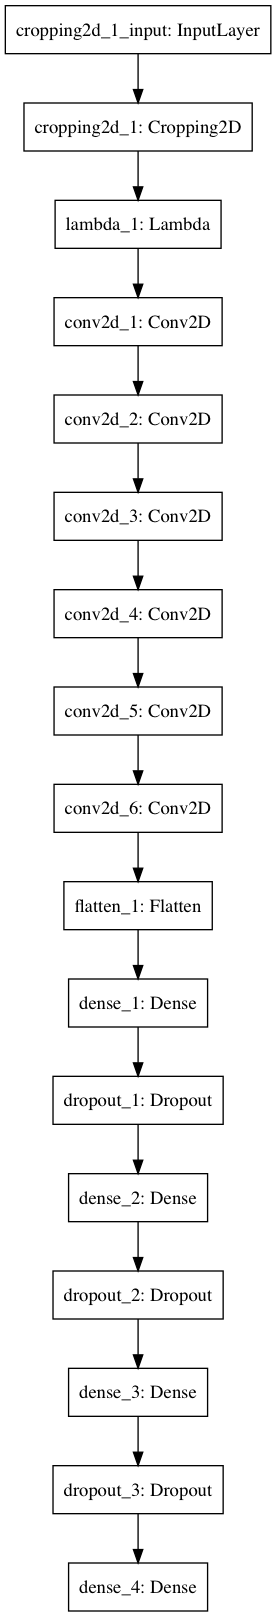 cropping2d_1_input: InputLayer
cropping2d_1: Cropping2D
lambda_1: Lambda
conv2d_1: Conv2D
conv2d_2: Conv2D
conv2d_3: Conv2D
conv2d_4: Conv2D
conv2d_5: Conv2D
conv2d_6: Conv2D
flatten_1: Flatten
dense_1: Dense
dropout_1: Dropout
dense_2: Dense
dropout_2: Dropout
dense_3: Dense
dropout_3: Dropout
dense_4: Dense